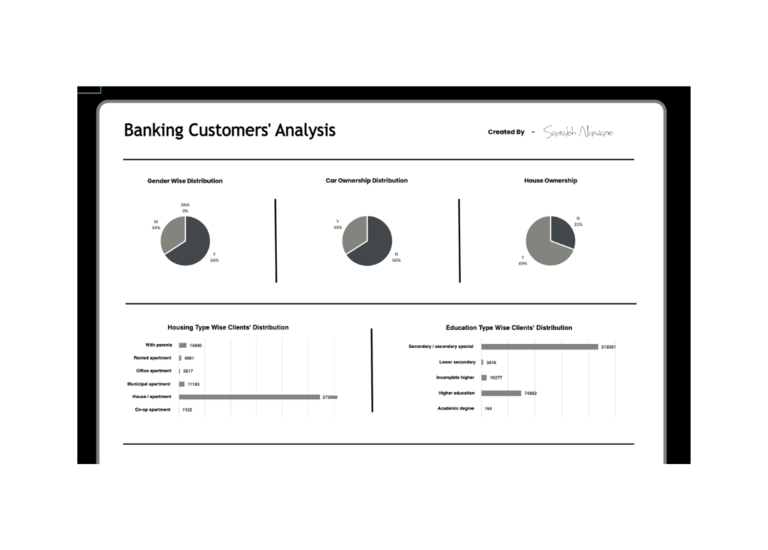 Banking Customers' Analysis
Created By -
Gender Wise Distribution
XNA
0%
M
34%
F
66%
Car Ownership Distribution
Y
34%
N
66%
House Ownership
N
31%
Y
69%
Housing Type Wise Clients' Distribution
With parents 14840
Rented apartment 4881
Office apartment 2617
Municipal apartment 11183
House / apartment 272868
Co-op apartment 1122
Education Type Wise Clients' Distribution
Secondary / secondary special 218391
Lower secondary 3816
Incomplete higher 10277
Higher education 74863
Academic degree 164